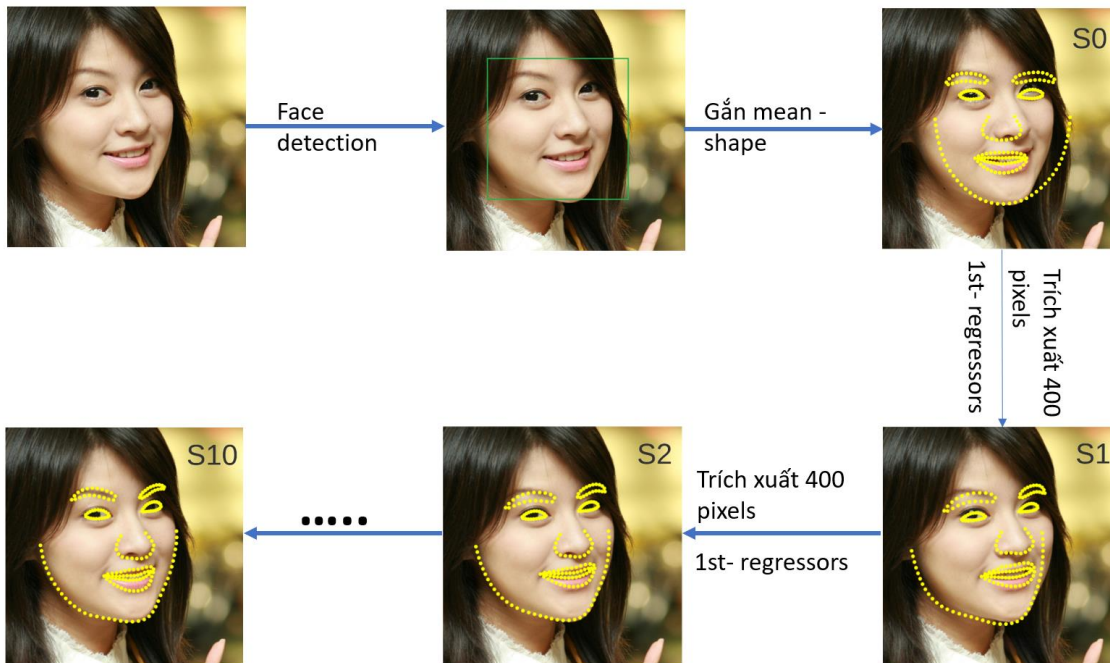 Face
detection
Gắn mean -
shape
S0
Trích xuất 400
pixels
1st- regressors
S1
Trích xuất 400
pixels
1st- regressors
S2
......
S10